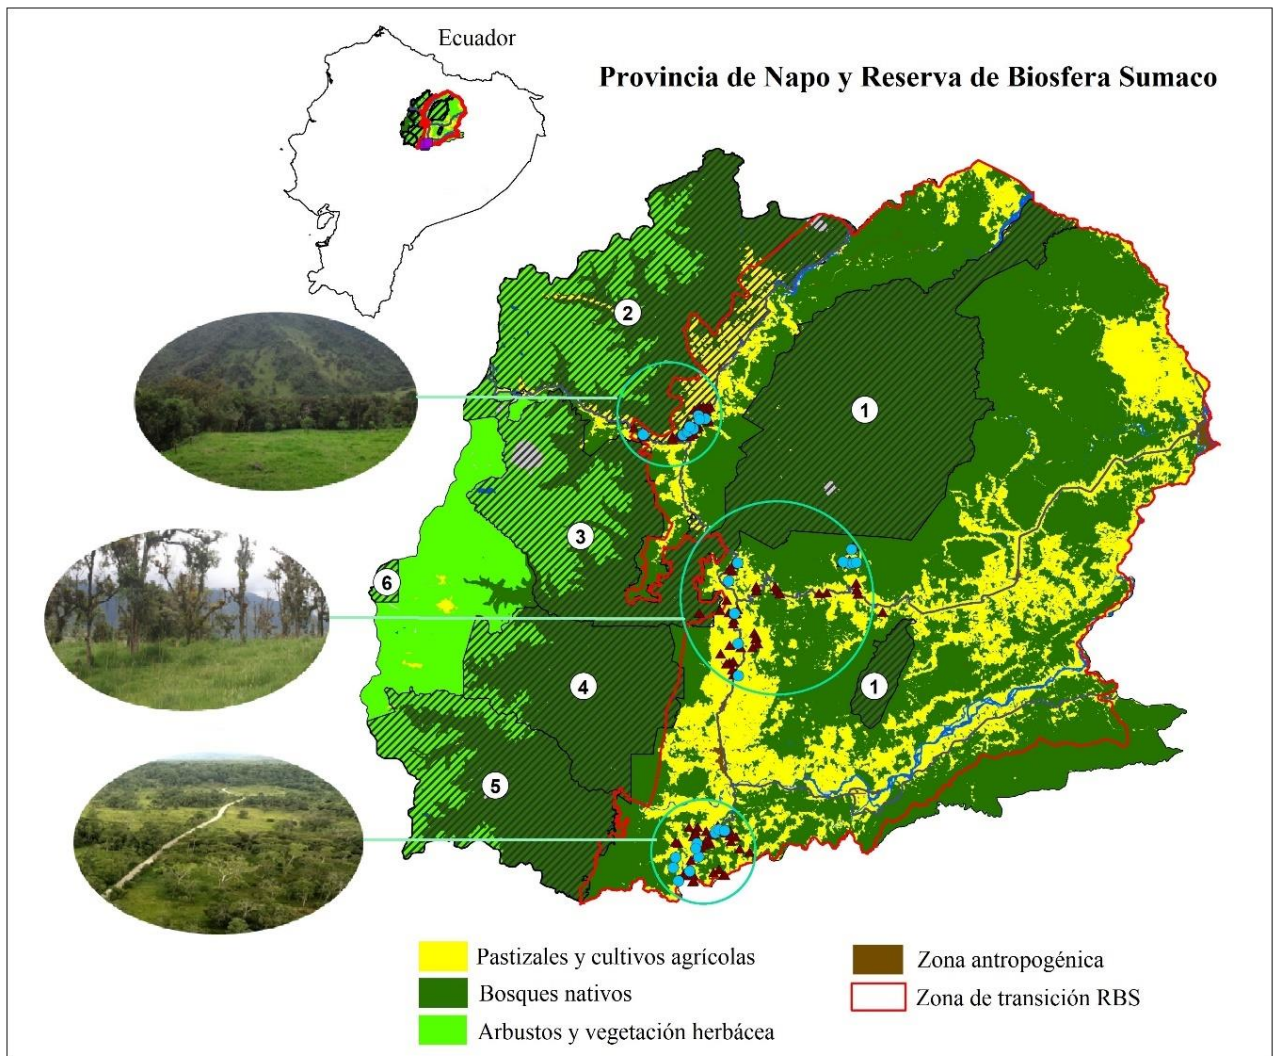 Ecuador
Provincia de Napo y Reserva de Biosfera Sumaco
2
1
3
6
4
1
5
Pastizales y cultivos agrícolas
Bosques nativos
Arbustos y vegetación herbácea
Zona antropogénica
Zona de transición RBS